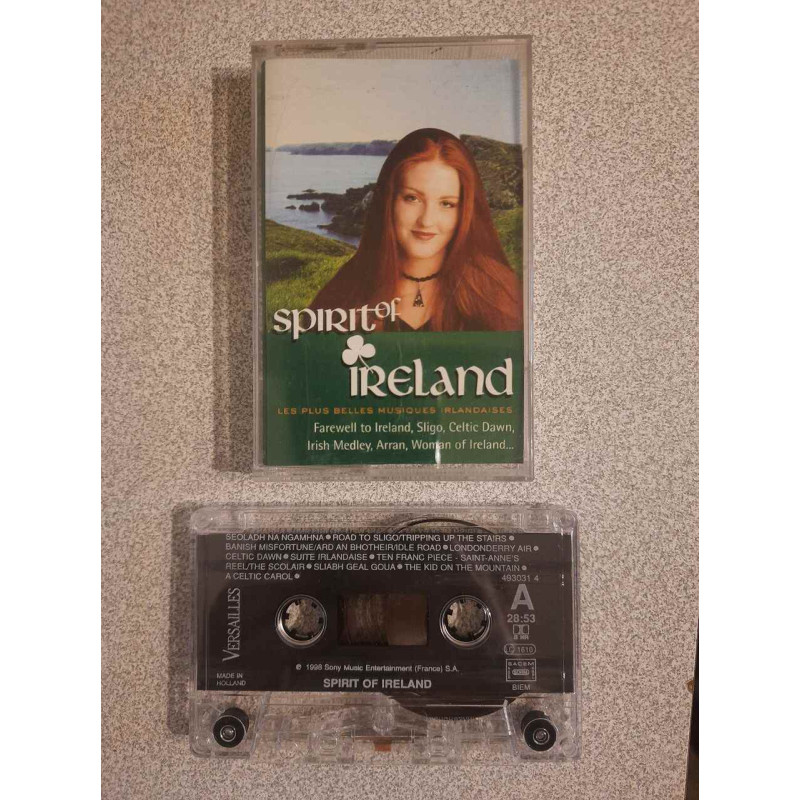 SPIRIT of
IRELAND
LES PLUS BELLES MUSIQUES IRLANDAISES
Farewell to Ireland, Sligo, Celtic Dawn,
Irish Medley, Arran, Woman of Ireland...
SEOLADH NA NGAMHNA • ROAD TO SLIGO/TRIPPING UP THE STAIRS •
BANISH MISFORTUNE/ARD AN BHOTHEIR/IDLE ROAD • LONDONDERRY AIR •
CELTIC DAWN • SUITE IRLANDAISE • TEN FRANC PIECE - SAINT-ANNE'S
REEL/THE SCOLAIR • SLIABH GEAL GOUA • THE KID ON THE MOUNTAIN •
A CELTIC CAROL •
493031 4
VERSAILLES
A
28:53
NR
LC 1610
SACEM
BIEM
MADE IN
HOLLAND
℗ 1998 Sony Music Entertainment (France) S.A.
SPIRIT OF IRELAND